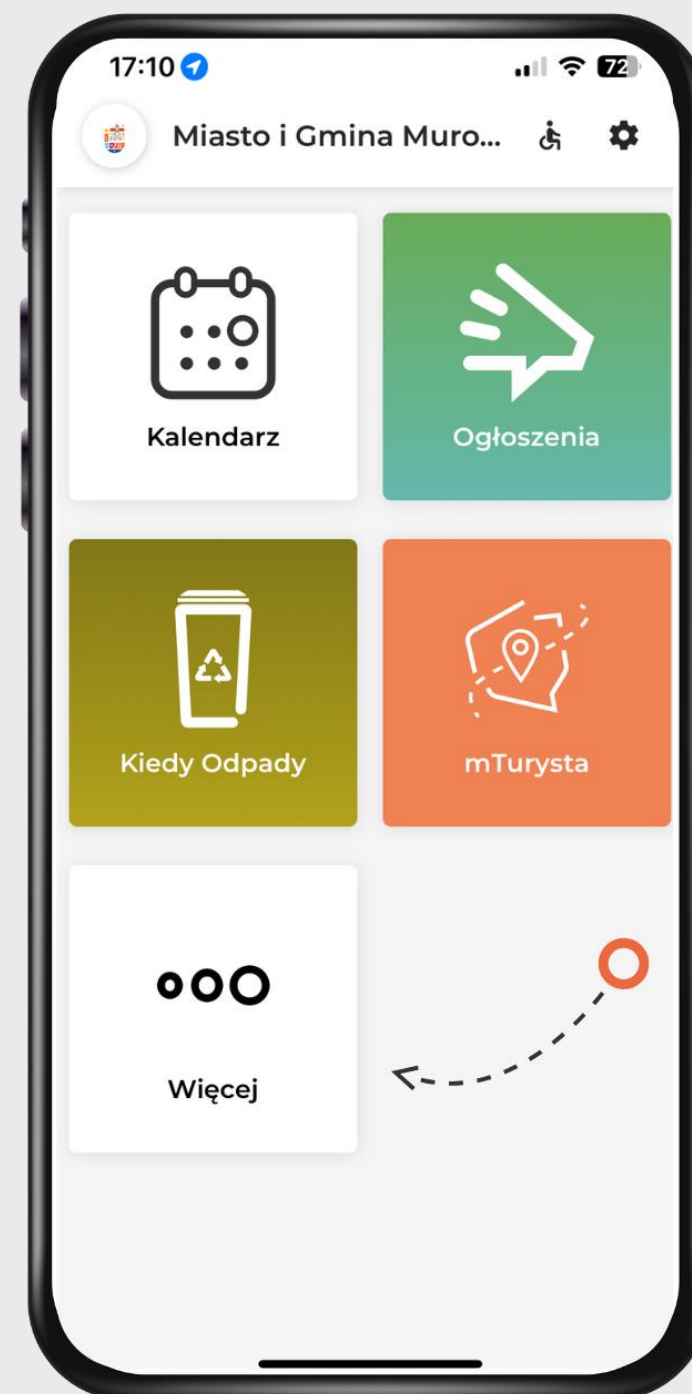 17:10
72
Miasto i Gmina Muro...
Kalendarz
Ogłoszenia
Kiedy Odpady
mTurysta
Więcej